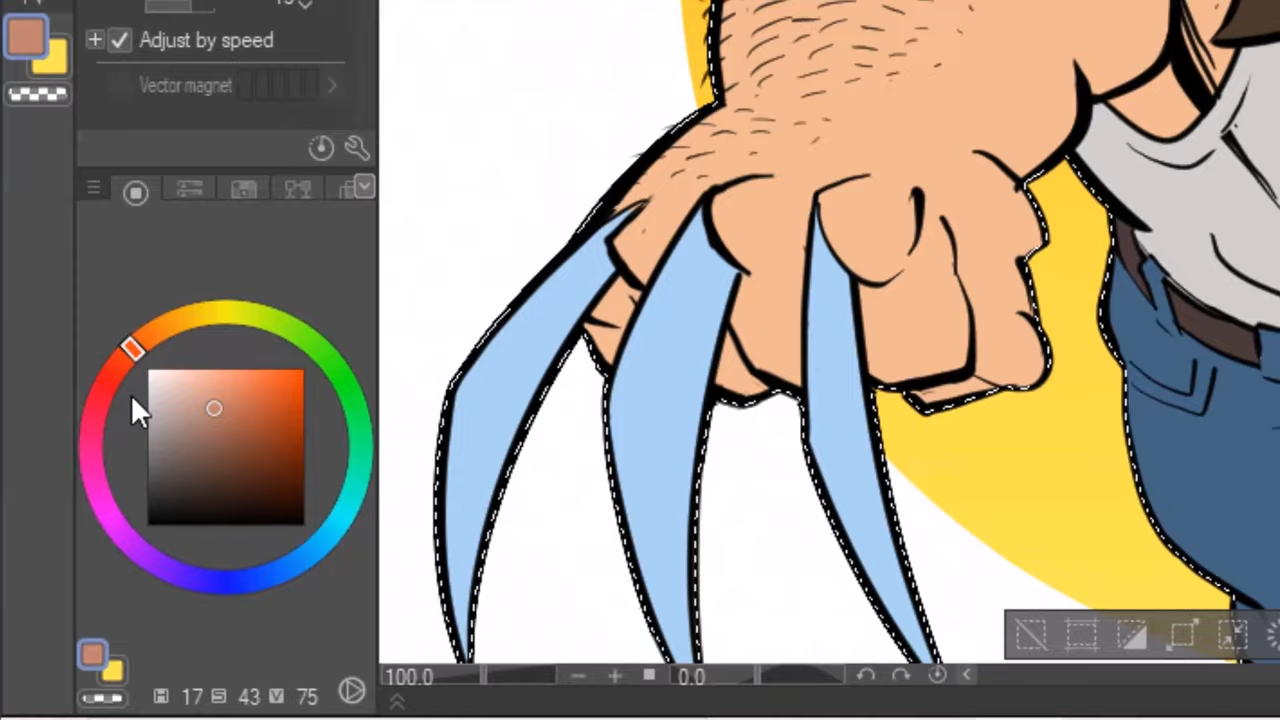 Adjust by speed
Vector magnet
100.0
0.0
H 17 S 43 V 75